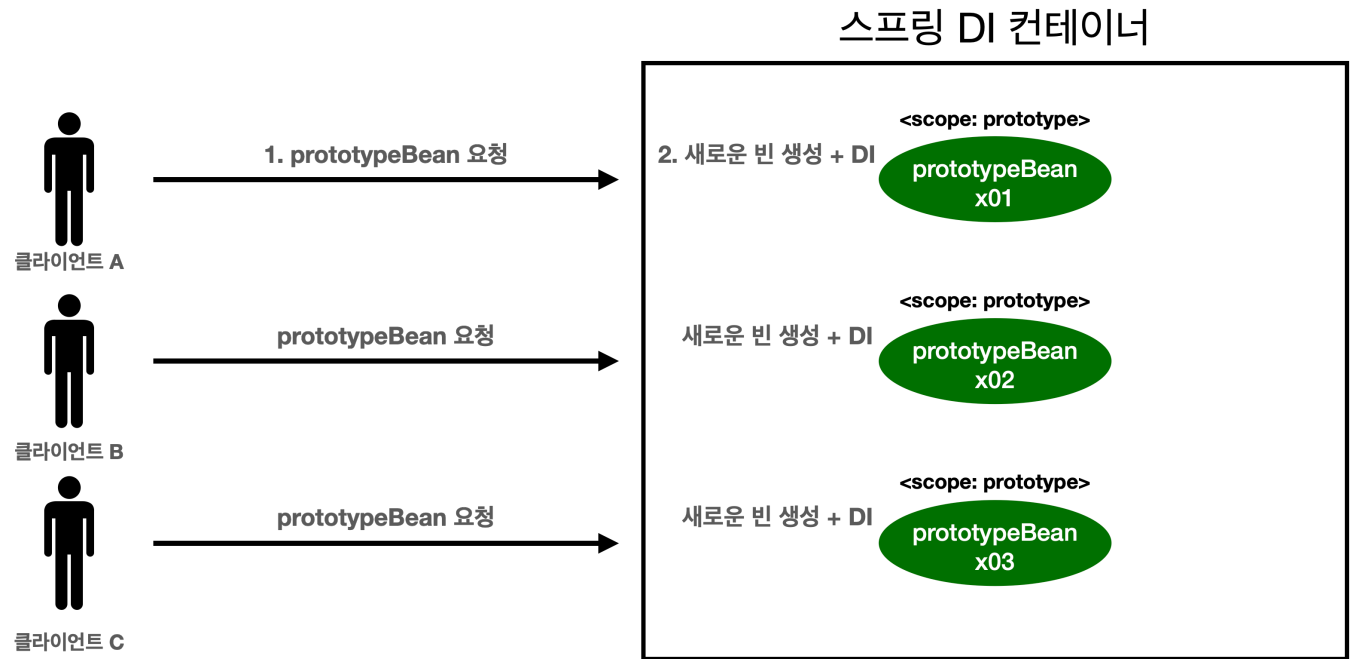 스프링 DI 컨테이너
<scope: prototype>
1. prototypeBean 요청
2. 새로운 빈 생성 + DI
prototypeBean
x01
클라이언트 A
<scope: prototype>
prototypeBean 요청
새로운 빈 생성 + DI
prototypeBean
x02
클라이언트 B
<scope: prototype>
prototypeBean 요청
새로운 빈 생성 + DI
prototypeBean
x03
클라이언트 C